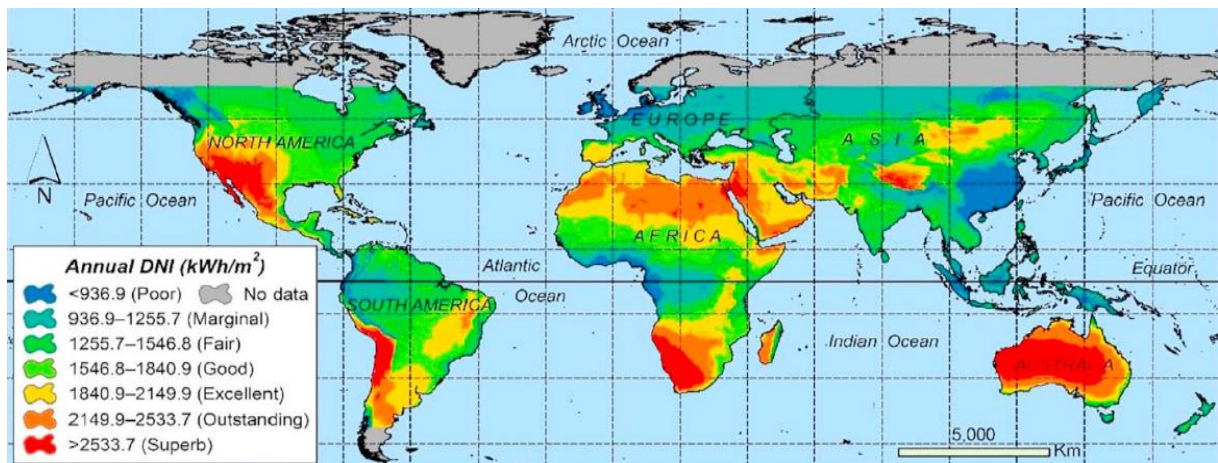 Arctic Ocean
EUROPE
ASIA
NORTH AMERICA
N
Pacific Ocean
Pacific Ocean
AFRICA
Atlantic
Ocean
Equator
SOUTH AMERICA
Indian Ocean
AUSTRALIA
Annual DNI (kWh/m²)
<936.9 (Poor) No data
936.9–1255.7 (Marginal)
1255.7–1546.8 (Fair)
1546.8–1840.9 (Good)
1840.9–2149.9 (Excellent)
2149.9–2533.7 (Outstanding)
>2533.7 (Superb)
5,000
Km